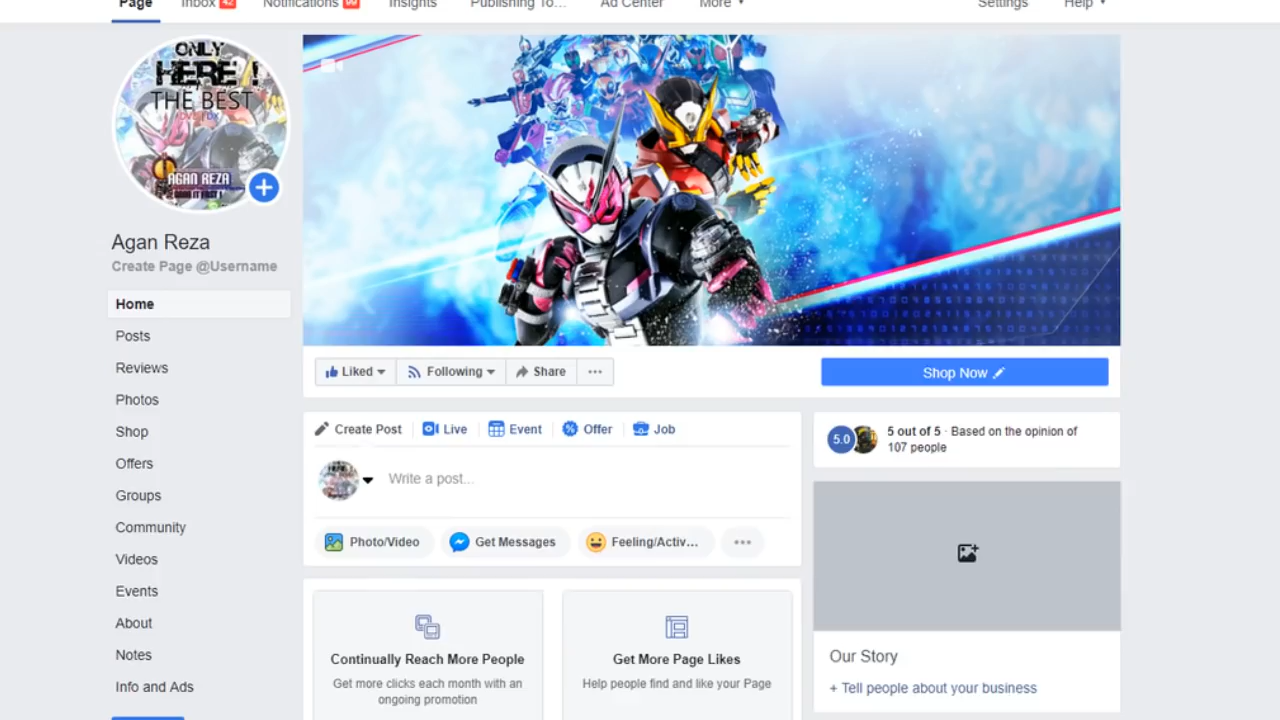 Page Inbox 42 Notifications 99 Insights Publishing To... Ad Center More Settings Help
ONLY
HERE !
THE BEST
AGAN REZA
Agan Reza
Create Page @Username
Home
Posts
Reviews
Photos
Shop
Offers
Groups
Community
Videos
Events
About
Notes
Info and Ads
Liked Following Share
Shop Now
Create Post Live Event Offer Job
Write a post...
Photo/Video Get Messages Feeling/Activ...
Continually Reach More People
Get more clicks each month with an
ongoing promotion
Get More Page Likes
Help people find and like your Page
5.0
5 out of 5 · Based on the opinion of
107 people
Our Story
+ Tell people about your business